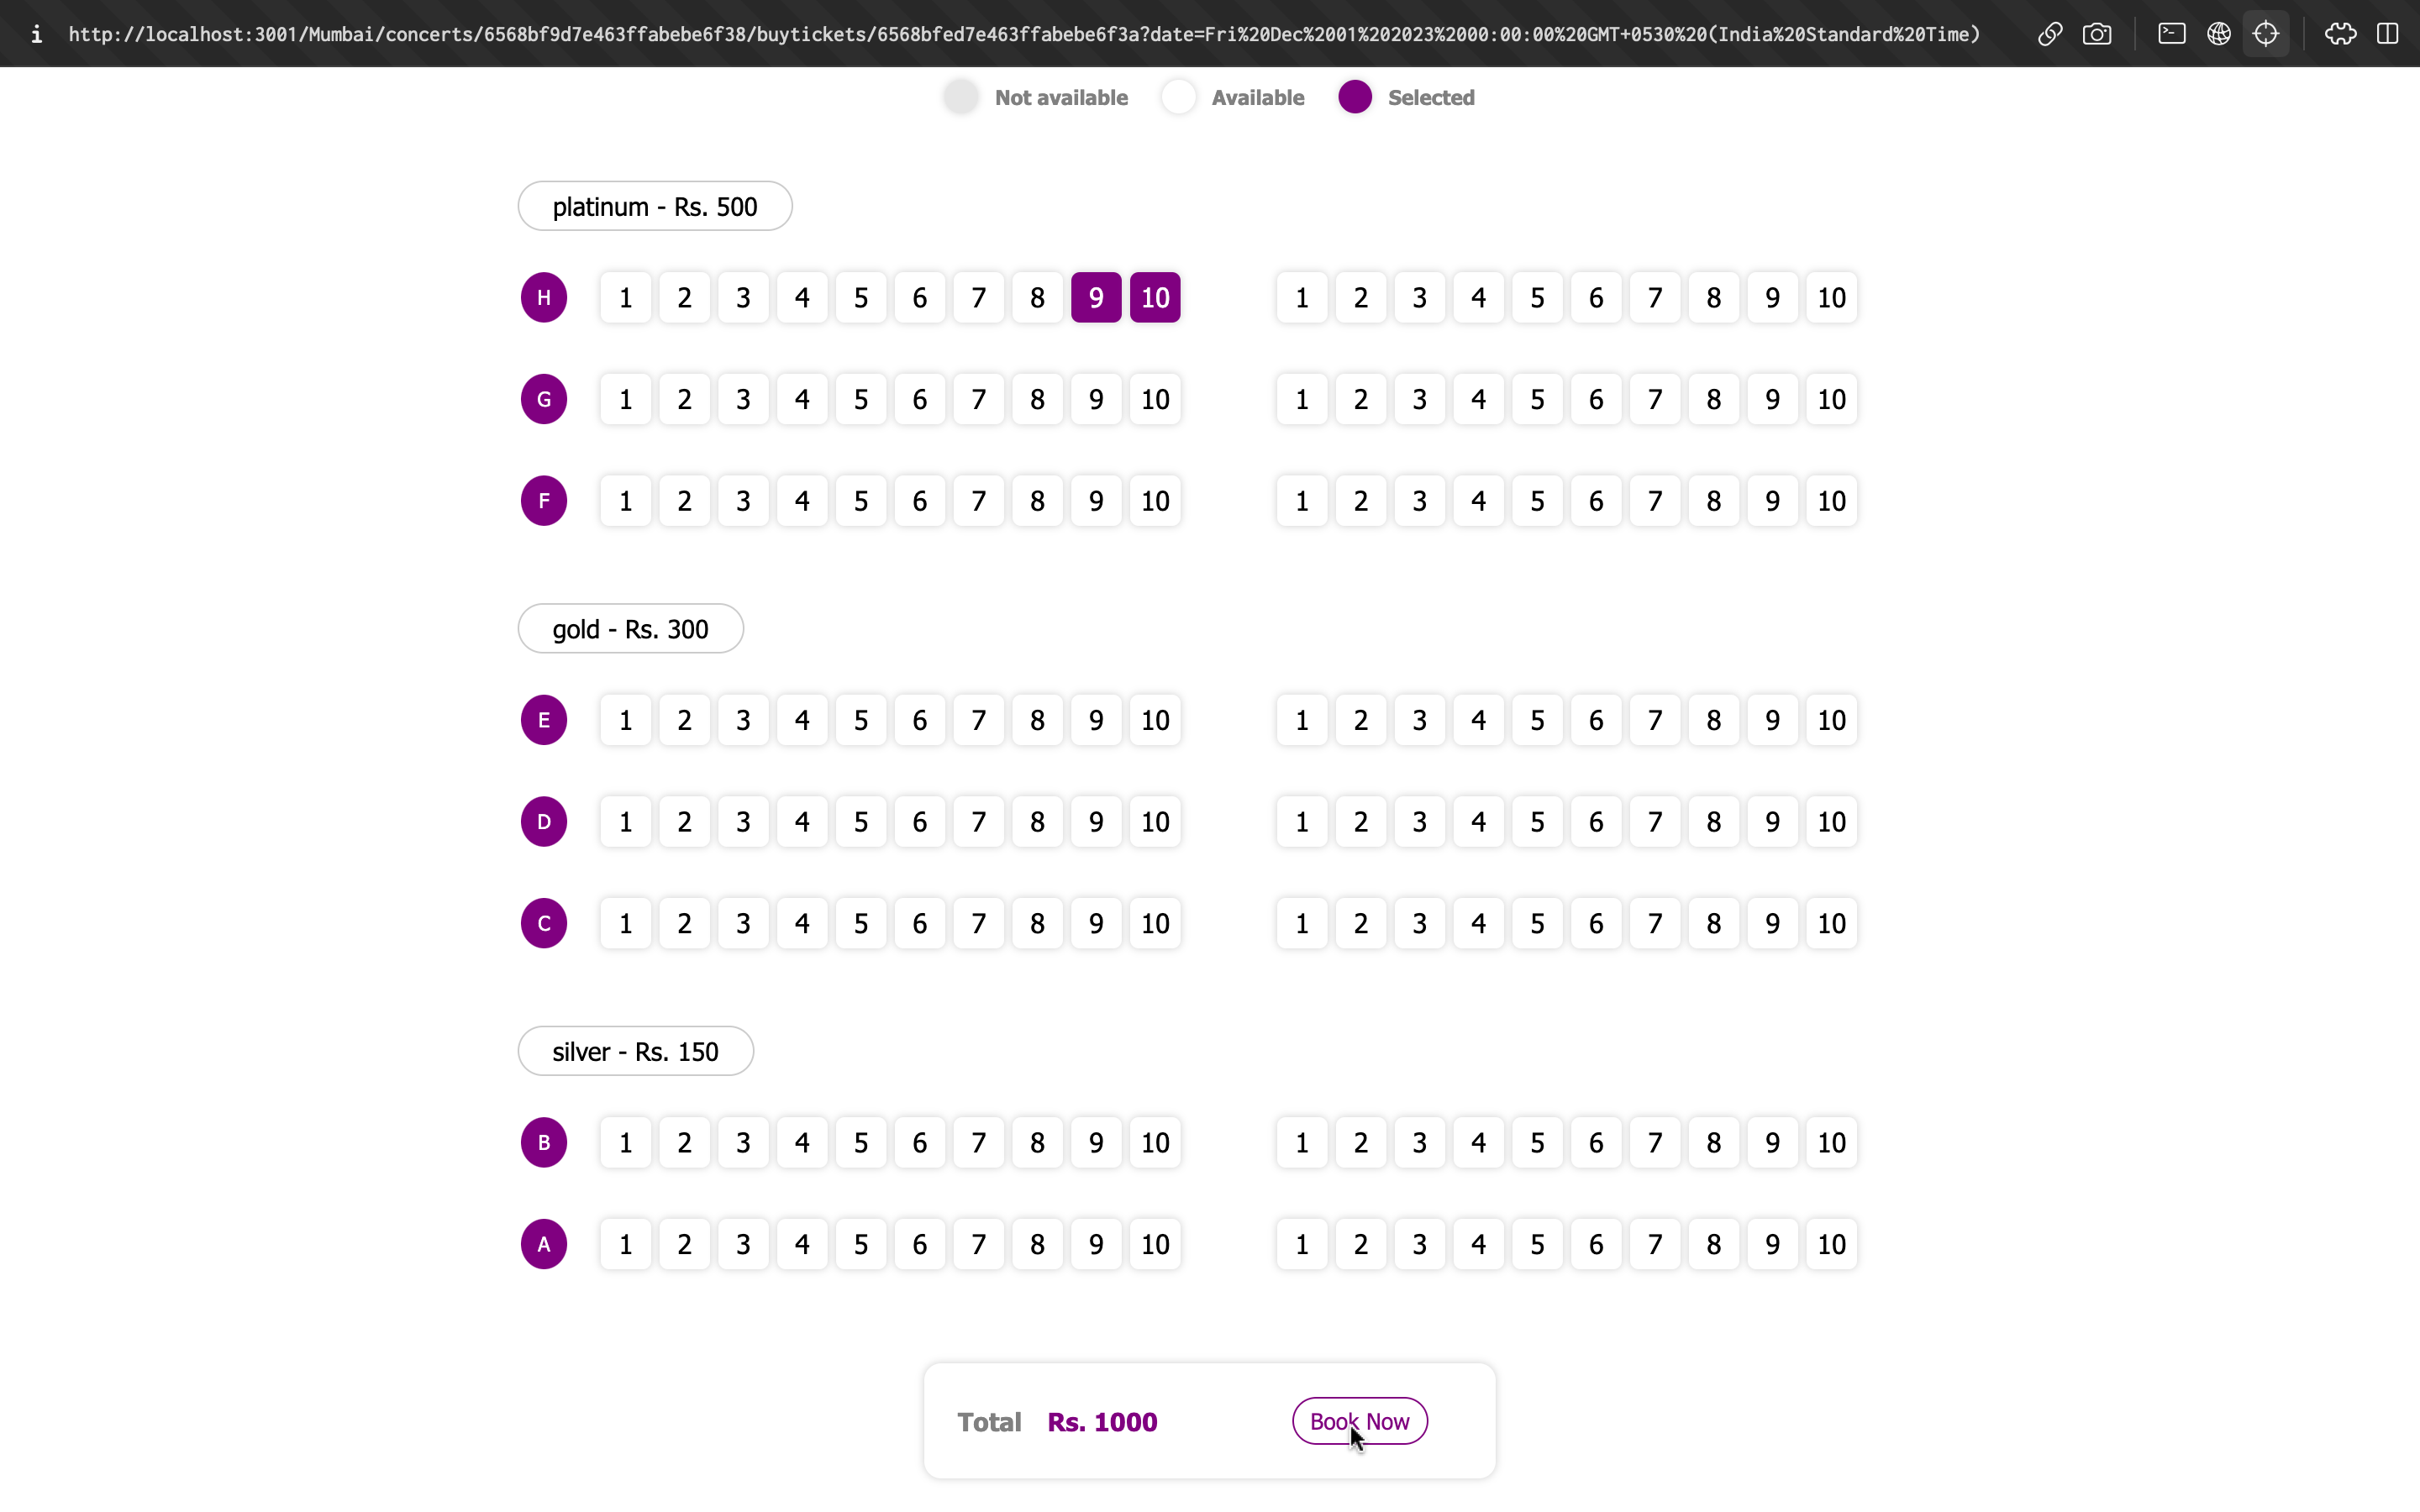 i http://localhost:3001/Mumbai/concerts/6568bf9d7e463ffabebe6f38/buytickets/6568bfed7e463ffabebe6f3a?date=Fri%20Dec%2001%202023%2000:00:00%20GMT+0530%20(India%20Standard%20Time)
Not available Available Selected
platinum - Rs. 500
H 1 2 3 4 5 6 7 8 9 10 1 2 3 4 5 6 7 8 9 10
G 1 2 3 4 5 6 7 8 9 10 1 2 3 4 5 6 7 8 9 10
F 1 2 3 4 5 6 7 8 9 10 1 2 3 4 5 6 7 8 9 10
gold - Rs. 300
E 1 2 3 4 5 6 7 8 9 10 1 2 3 4 5 6 7 8 9 10
D 1 2 3 4 5 6 7 8 9 10 1 2 3 4 5 6 7 8 9 10
C 1 2 3 4 5 6 7 8 9 10 1 2 3 4 5 6 7 8 9 10
silver - Rs. 150
B 1 2 3 4 5 6 7 8 9 10 1 2 3 4 5 6 7 8 9 10
A 1 2 3 4 5 6 7 8 9 10 1 2 3 4 5 6 7 8 9 10
Total Rs. 1000 Book Now